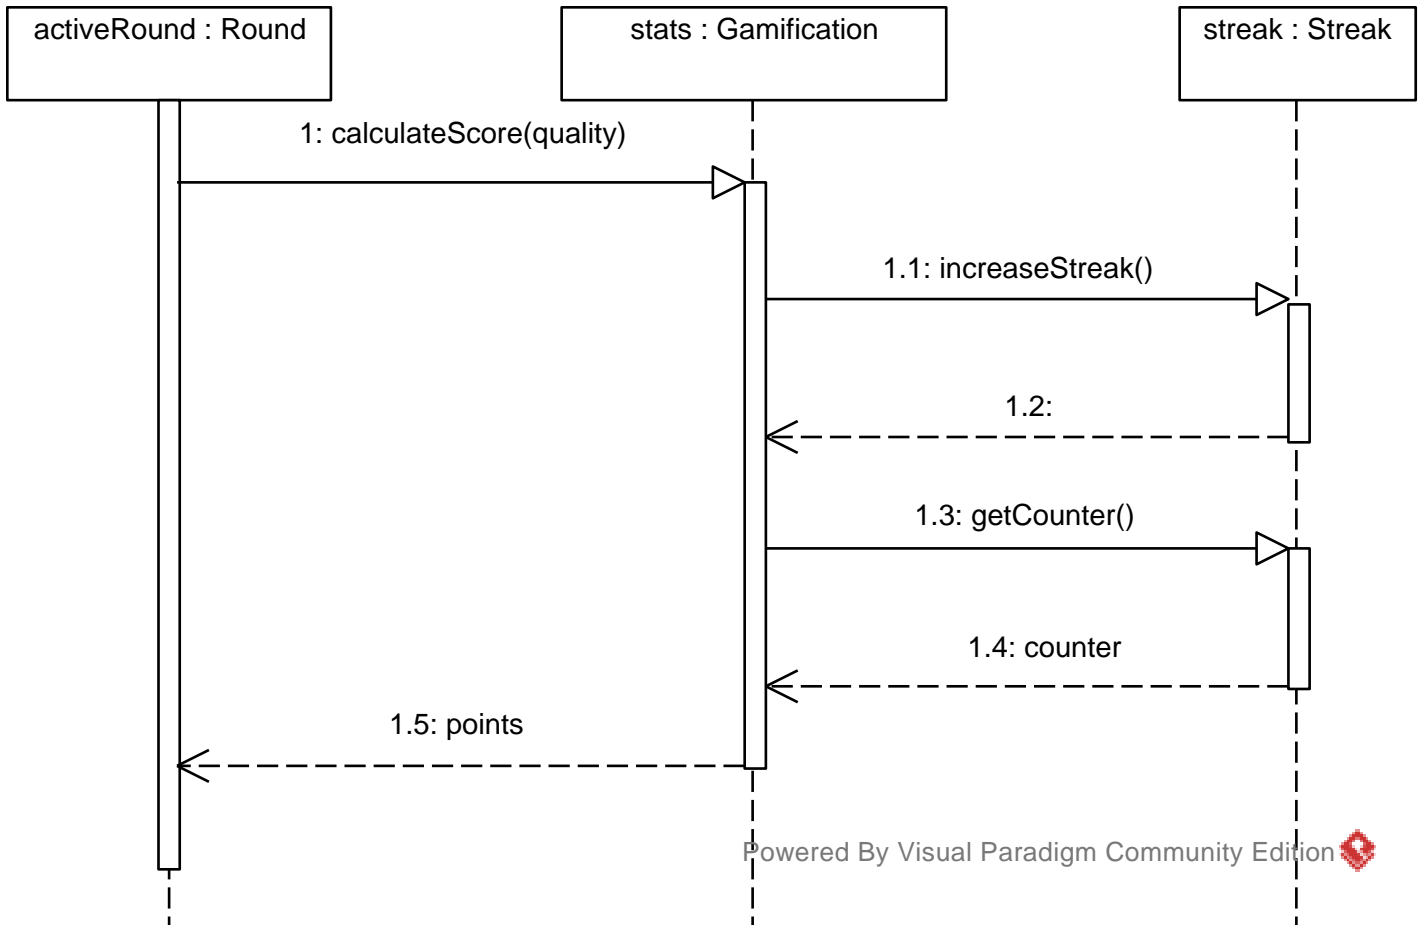 activeRound : Round
stats : Gamification
streak : Streak
1: calculateScore(quality)
1.1: increaseStreak()
1.2:
1.3: getCounter()
1.4: counter
1.5: points
Powered By Visual Paradigm Community Edition